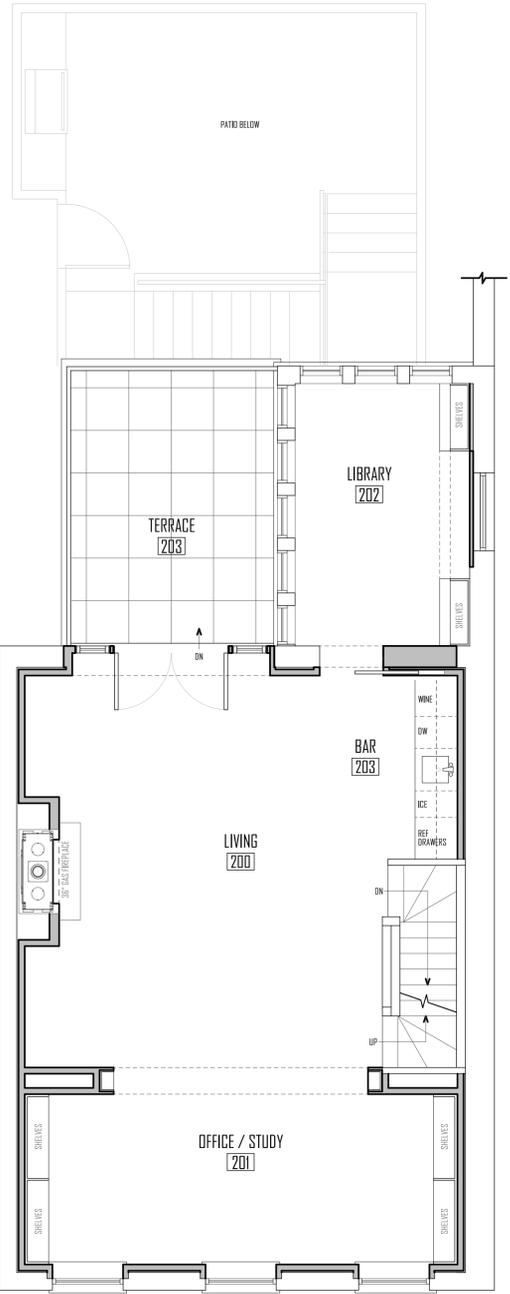 PATIO BELOW
SHELVES
LIBRARY
202
TERRACE
203
SHELVES
DN
WINE
DW
BAR
203
ICE
REF
DRAWERS
LIVING
200
36" GAS FIREPLACE
DN
UP
OFFICE / STUDY
201
SHELVES
SHELVES
SHELVES
SHELVES